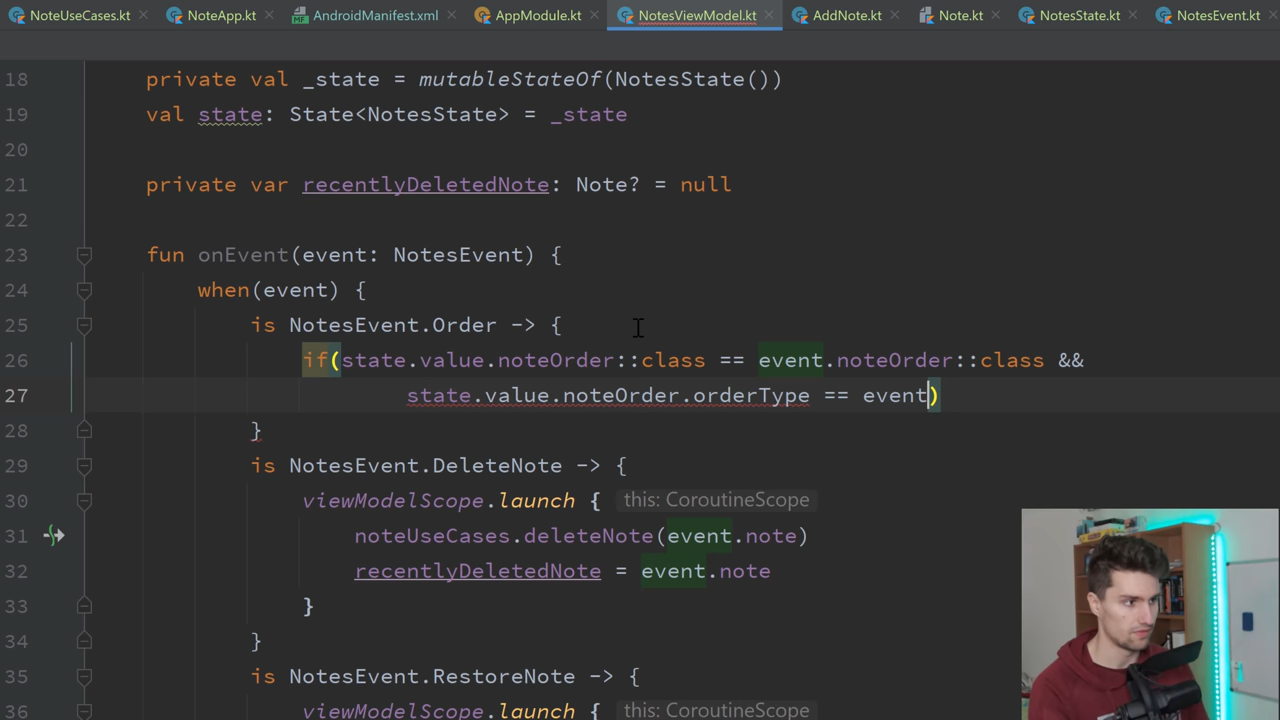 NoteUseCases.kt NoteApp.kt AndroidManifest.xml AppModule.kt NotesViewModel.kt AddNote.kt Note.kt NotesState.kt NotesEvent.kt
18 private val _state = mutableStateOf(NotesState())
19 val state: State<NotesState> = _state
20
21 private var recentlyDeletedNote: Note? = null
22
23 fun onEvent(event: NotesEvent) {
24 when(event) {
25 is NotesEvent.Order -> {
26 if(state.value.noteOrder::class == event.noteOrder::class &&
27 state.value.noteOrder.orderType == event)
28 }
29 is NotesEvent.DeleteNote -> {
30 viewModelScope.launch { this: CoroutineScope
31 noteUseCases.deleteNote(event.note)
32 recentlyDeletedNote = event.note
33 }
34 }
35 is NotesEvent.RestoreNote -> {
36 viewModelScope.launch { this: CoroutineScope